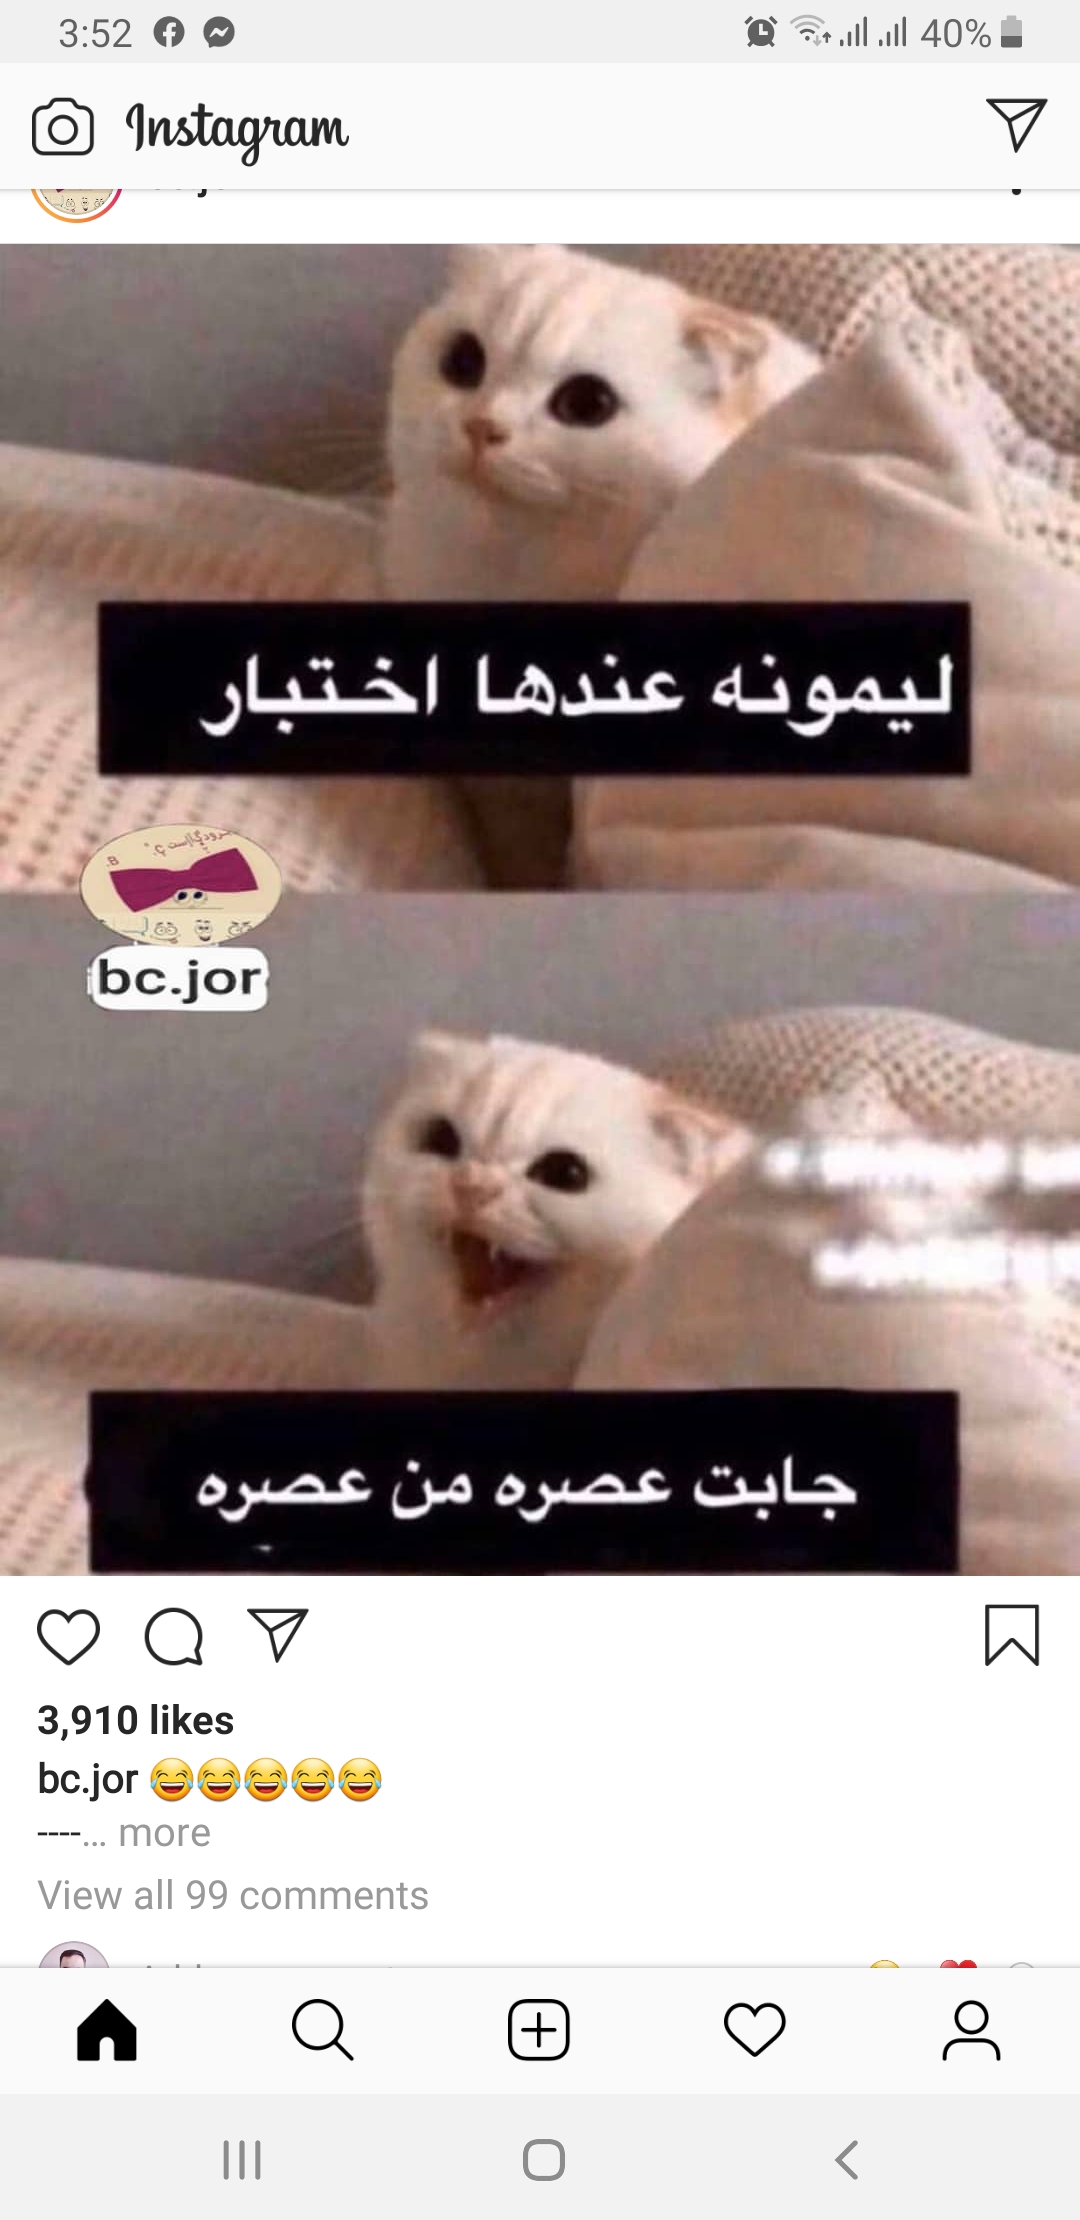 3:52
40%
Instagram
ليمونه عندها اختبار
B.
bc.jor
جابت عصره من عصره
3,910 likes
bc.jor 😂😂😂😂😂
----... more
View all 99 comments